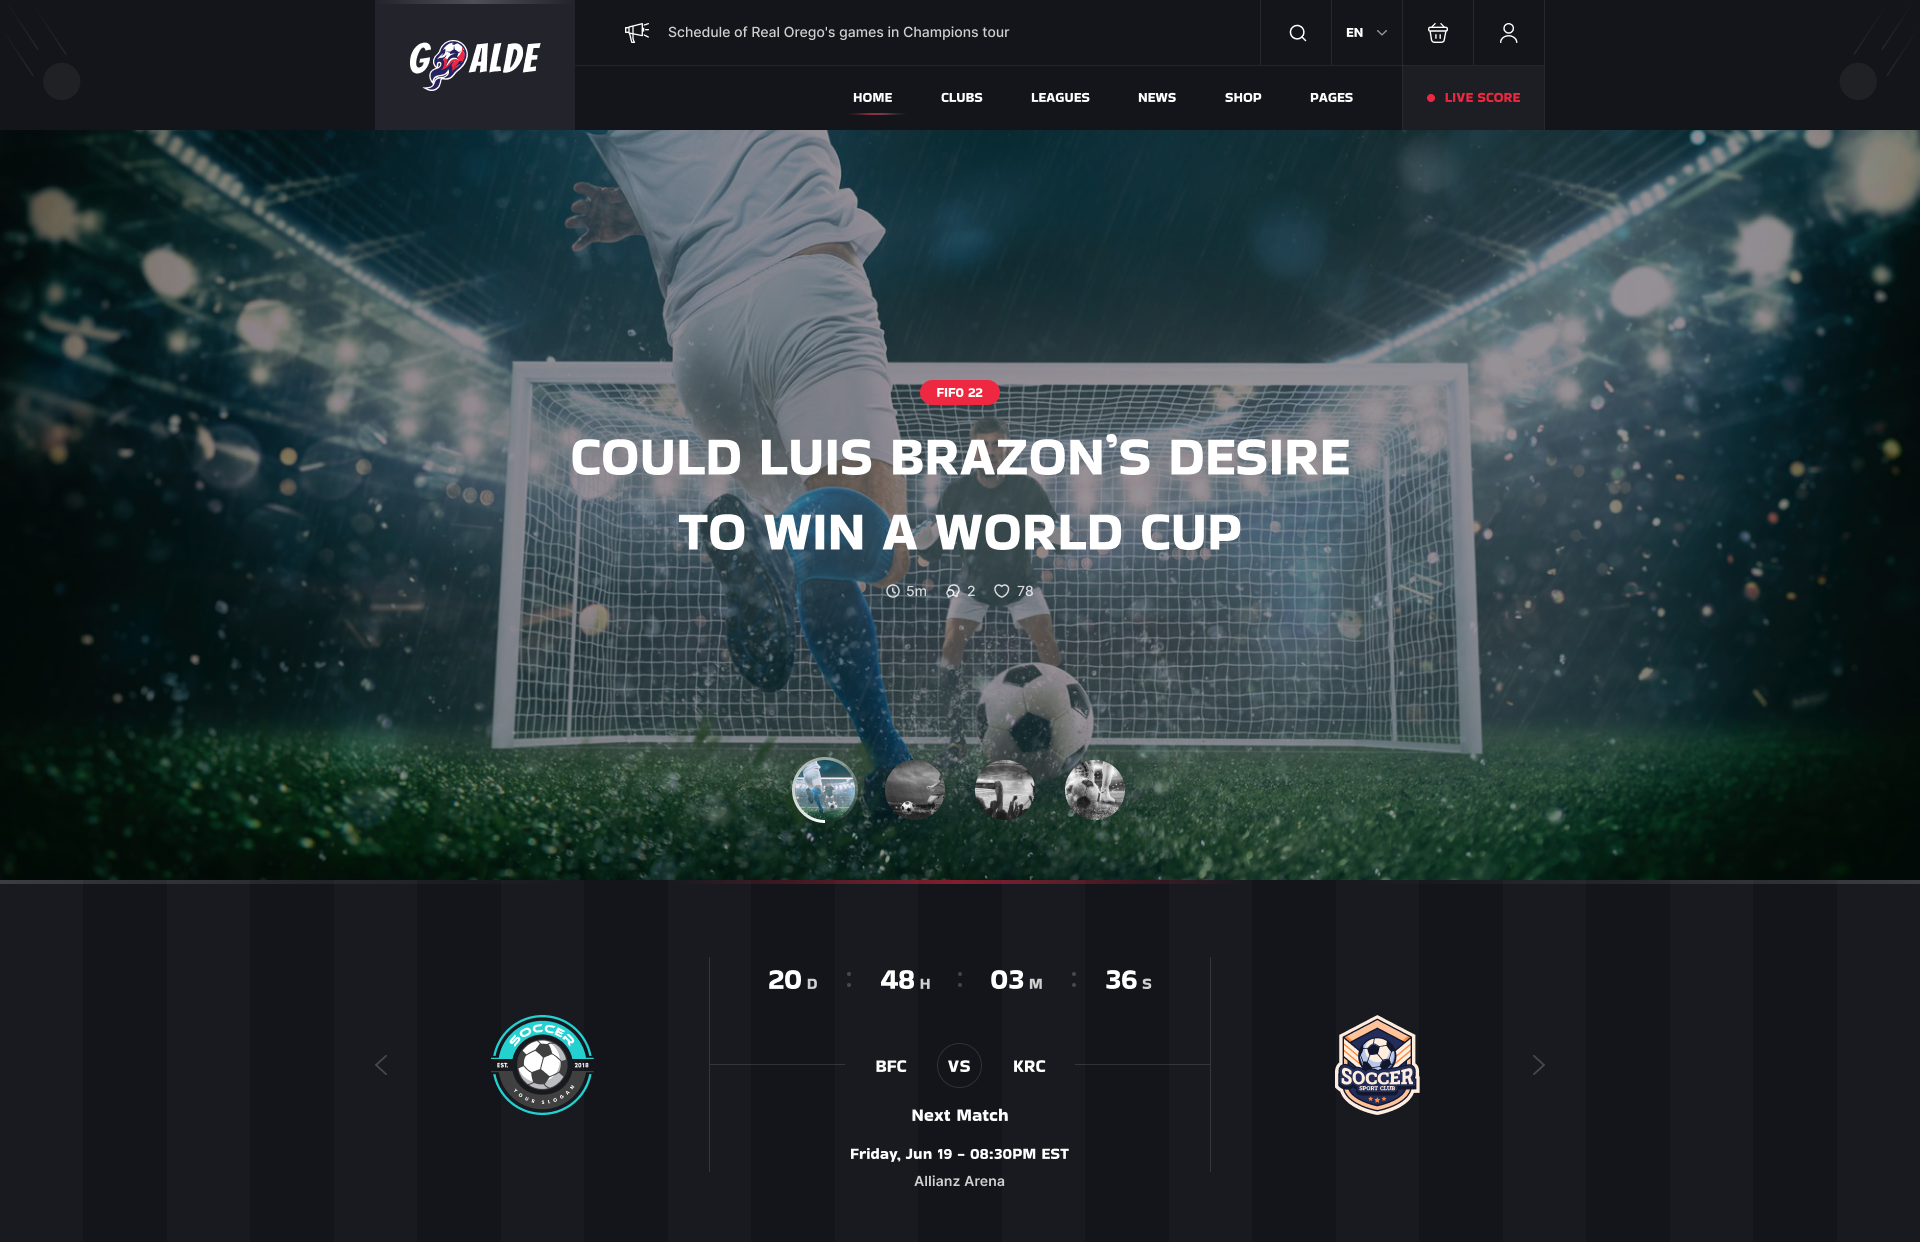 GOALDE
Schedule of Real Orego's games in Champions tour
EN
HOME CLUBS LEAGUES NEWS SHOP PAGES
LIVE SCORE
FIFO 22
COULD LUIS BRAZON'S DESIRE
TO WIN A WORLD CUP
5m 2 78
20 D : 48 H : 03 M : 36 S
SOCCER
EST. 2018
YOUR SLOGAN
BFC VS KRC
SOCCER
SPORT CLUB
Next Match
Friday, Jun 19 - 08:30PM EST
Allianz Arena